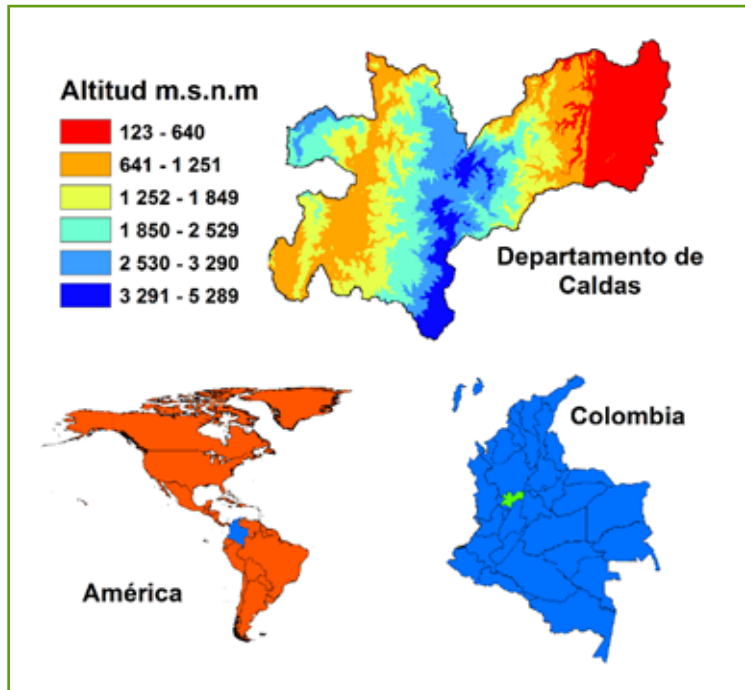 Altitud m.s.n.m
123 - 640
641 - 1 251
1 252 - 1 849
1 850 - 2 529
2 530 - 3 290
3 291 - 5 289
Departamento de
Caldas
América
Colombia